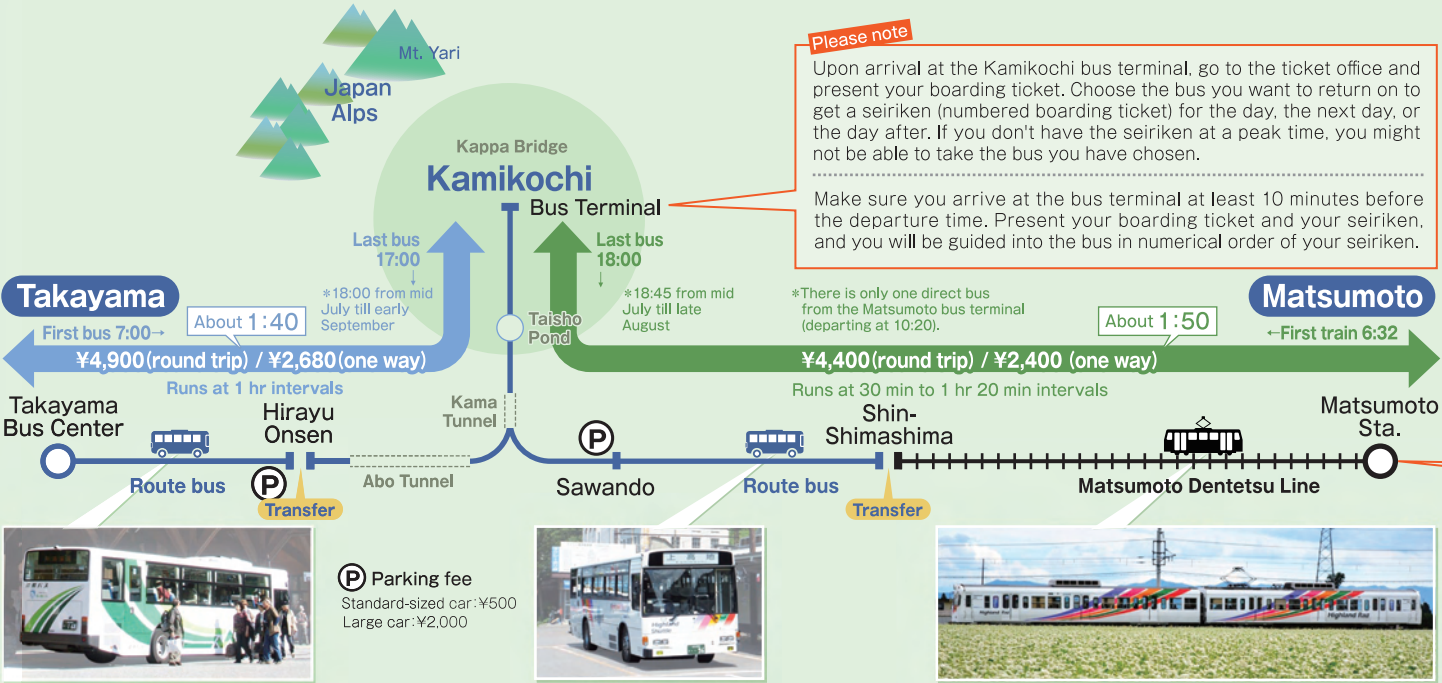 Mt. Yari
Japan
Alps
Please note
Upon arrival at the Kamikochi bus terminal, go to the ticket office and
present your boarding ticket. Choose the bus you want to return on to
get a seiriken (numbered boarding ticket) for the day, the next day, or
the day after. If you don't have the seiriken at a peak time, you might
not be able to take the bus you have chosen.
Make sure you arrive at the bus terminal at least 10 minutes before
the departure time. Present your boarding ticket and your seiriken,
and you will be guided into the bus in numerical order of your seiriken.
Kappa Bridge
Kamikochi
Bus Terminal
Last bus
17:00
↓
*18:00 from mid
July till early
September
Last bus
18:00
↓
*18:45 from mid
July till late
August
*There is only one direct bus
from the Matsumoto bus terminal
(departing at 10:20).
Takayama
First bus 7:00→
About 1:40
¥4,900(round trip) / ¥2,680(one way)
Runs at 1 hr intervals
Taisho
Pond
Matsumoto
About 1:50
←First train 6:32
¥4,400(round trip) / ¥2,400 (one way)
Runs at 30 min to 1 hr 20 min intervals
Takayama
Bus Center
Route bus
Hirayu
Onsen
P
Transfer
Abo Tunnel
Kama
Tunnel
P
Sawando
Route bus
Shin-
Shimashima
Transfer
Matsumoto Dentetsu Line
Matsumoto
Sta.
P Parking fee
Standard-sized car:¥500
Large car:¥2,000
上高地
Highland
Shuttle
Highland Rail
Highland Rail